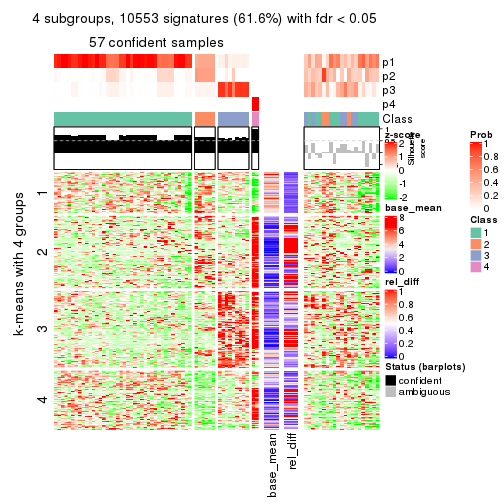 4 subgroups, 10553 signatures (61.6%) with fdr < 0.05
57 confident samples
p1
p2
p3
p4
Class
1
Silhouette
score
z-score
2
1
0
-1
-2
base_mean
8
6
4
2
0
rel_diff
1
0.8
0.6
0.4
0.2
0
Status (barplots)
confident
ambiguous
Prob
1
0.8
0.6
0.4
0.2
0
Class
1
2
3
4
k-means with 4 groups
1
2
3
4
base_mean
rel_diff